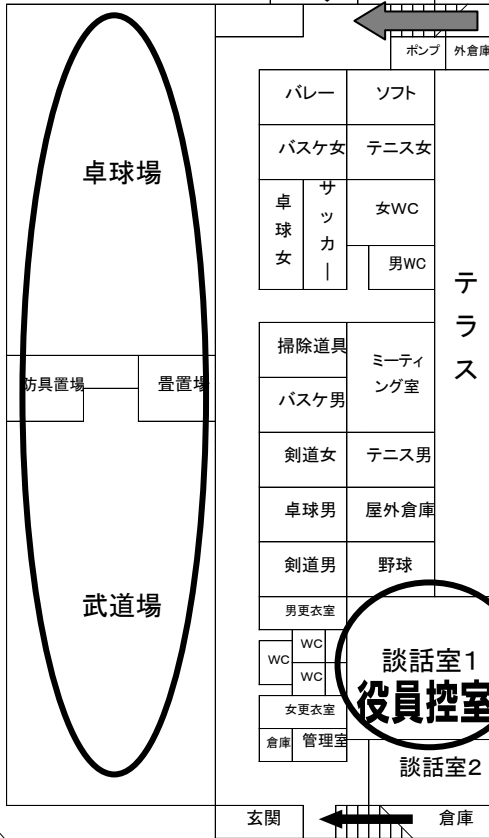 ポンプ
外倉庫
バレー
ソフト
バスケ女
テニス女
卓球場
卓球女
サッカー
女WC
男WC
テラス
掃除道具
ミーティ
ング室
防具置場
畳置場
バスケ男
剣道女
テニス男
卓球男
屋外倉庫
剣道男
野球
武道場
男更衣室
WC
WC
WC
談話室1
役員控室
女更衣室
倉庫
管理室
談話室2
玄関
倉庫